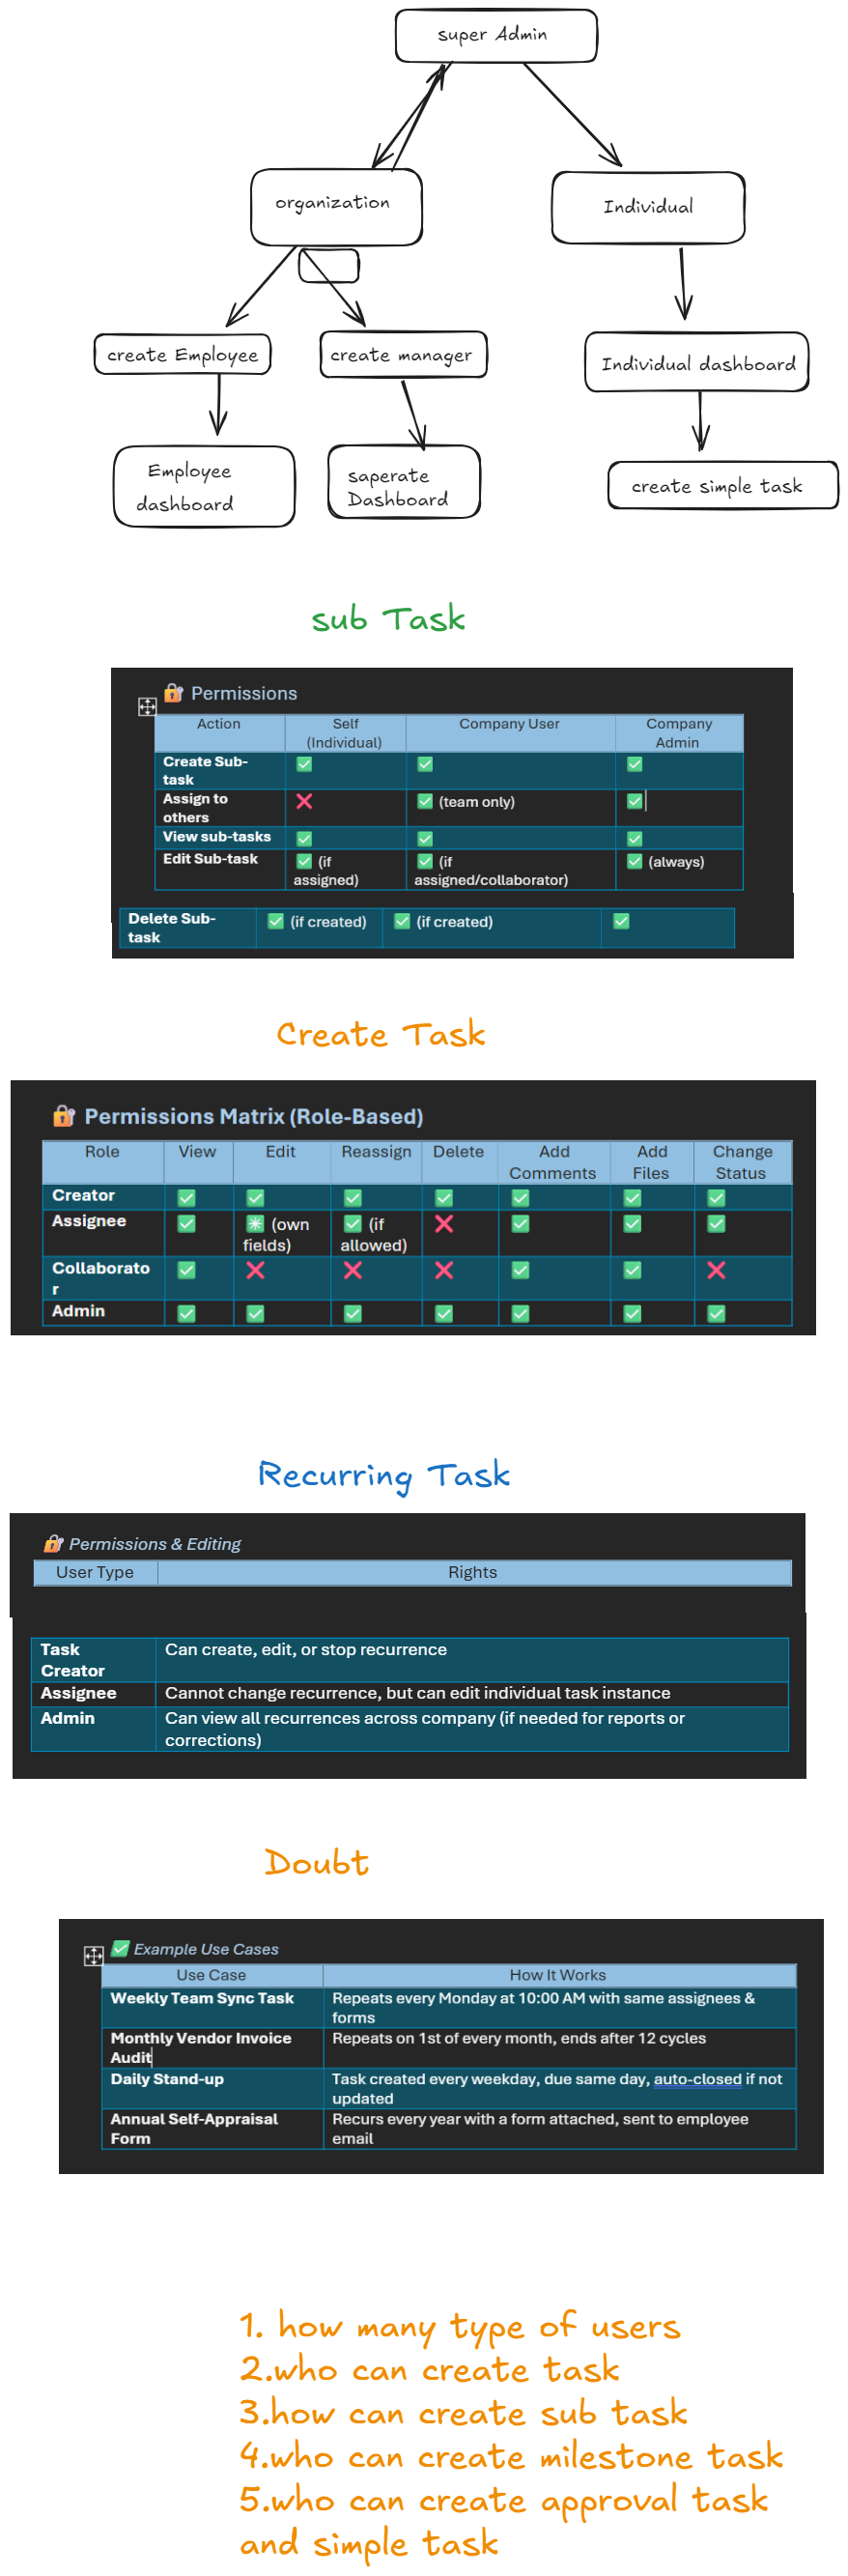 super Admin
organization
Individual
create Employee
create manager
Individual dashboard
Employee
dashboard
saperate
Dashboard
create simple task
sub Task
🔐 Permissions
Action Self Company User Company
(Individual) Admin
Create Sub- ✅ ✅ ✅
task
Assign to ❌ ✅ (team only) ✅
others
View sub-tasks ✅ ✅ ✅
Edit Sub-task ✅ (if ✅ (if ✅ (always)
assigned) assigned/collaborator)
Delete Sub- ✅ (if created) ✅ (if created) ✅
task
Create Task
🔐 Permissions Matrix (Role-Based)
Role View Edit Reassign Delete Add Add Change
Comments Files Status
Creator ✅ ✅ ✅ ✅ ✅ ✅ ✅
Assignee ✅ ✳️ (own ✅ (if ❌ ✅ ✅ ✅
fields) allowed)
Collaborato ✅ ❌ ❌ ❌ ✅ ✅ ❌
r
Admin ✅ ✅ ✅ ✅ ✅ ✅ ✅
Recurring Task
🔐 Permissions & Editing
User Type Rights
Task Can create, edit, or stop recurrence
Creator
Assignee Cannot change recurrence, but can edit individual task instance
Admin Can view all recurrences across company (if needed for reports or
corrections)
Doubt
✅ Example Use Cases
Use Case How It Works
Weekly Team Sync Task Repeats every Monday at 10:00 AM with same assignees &
forms
Monthly Vendor Invoice Repeats on 1st of every month, ends after 12 cycles
Audit
Daily Stand-up Task created every weekday, due same day, auto-closed if not
updated
Annual Self-Appraisal Recurs every year with a form attached, sent to employee
Form email
1. how many type of users
2.who can create task
3.how can create sub task
4.who can create milestone task
5.who can create approval task
and simple task